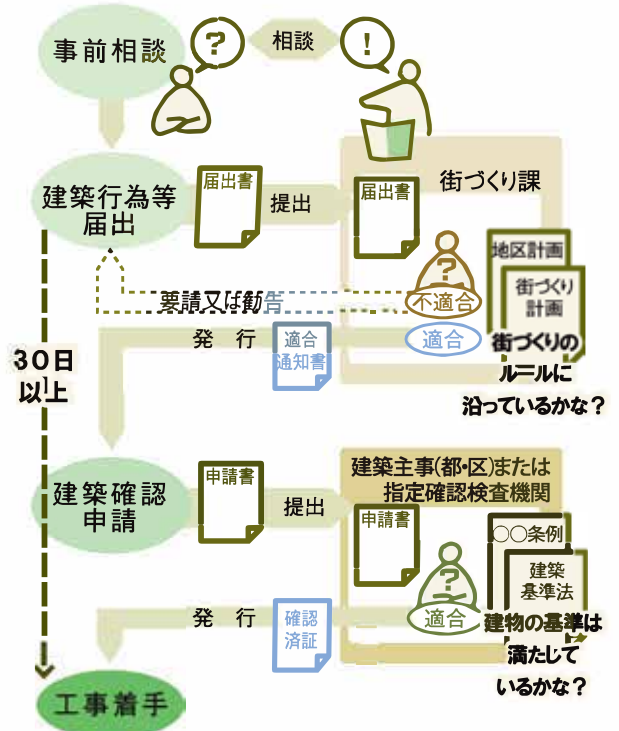 事前相談
?
相談
!
建築行為等
届出
届出書
提出
届出書
街づくり課
地区計画
街づくり
計画
?
不適合
要請又は勧告
発 行
適合
通知書
適合
街づくりの
ルールに
沿っているかな？
30日
以上
建築確認
申請
申請書
提出
建築主事(都・区)または
指定確認検査機関
申請書
〇〇条例
建築
基準法
?
適合
発 行
確認
済証
建物の基準は
満たして
いるかな？
工事着手